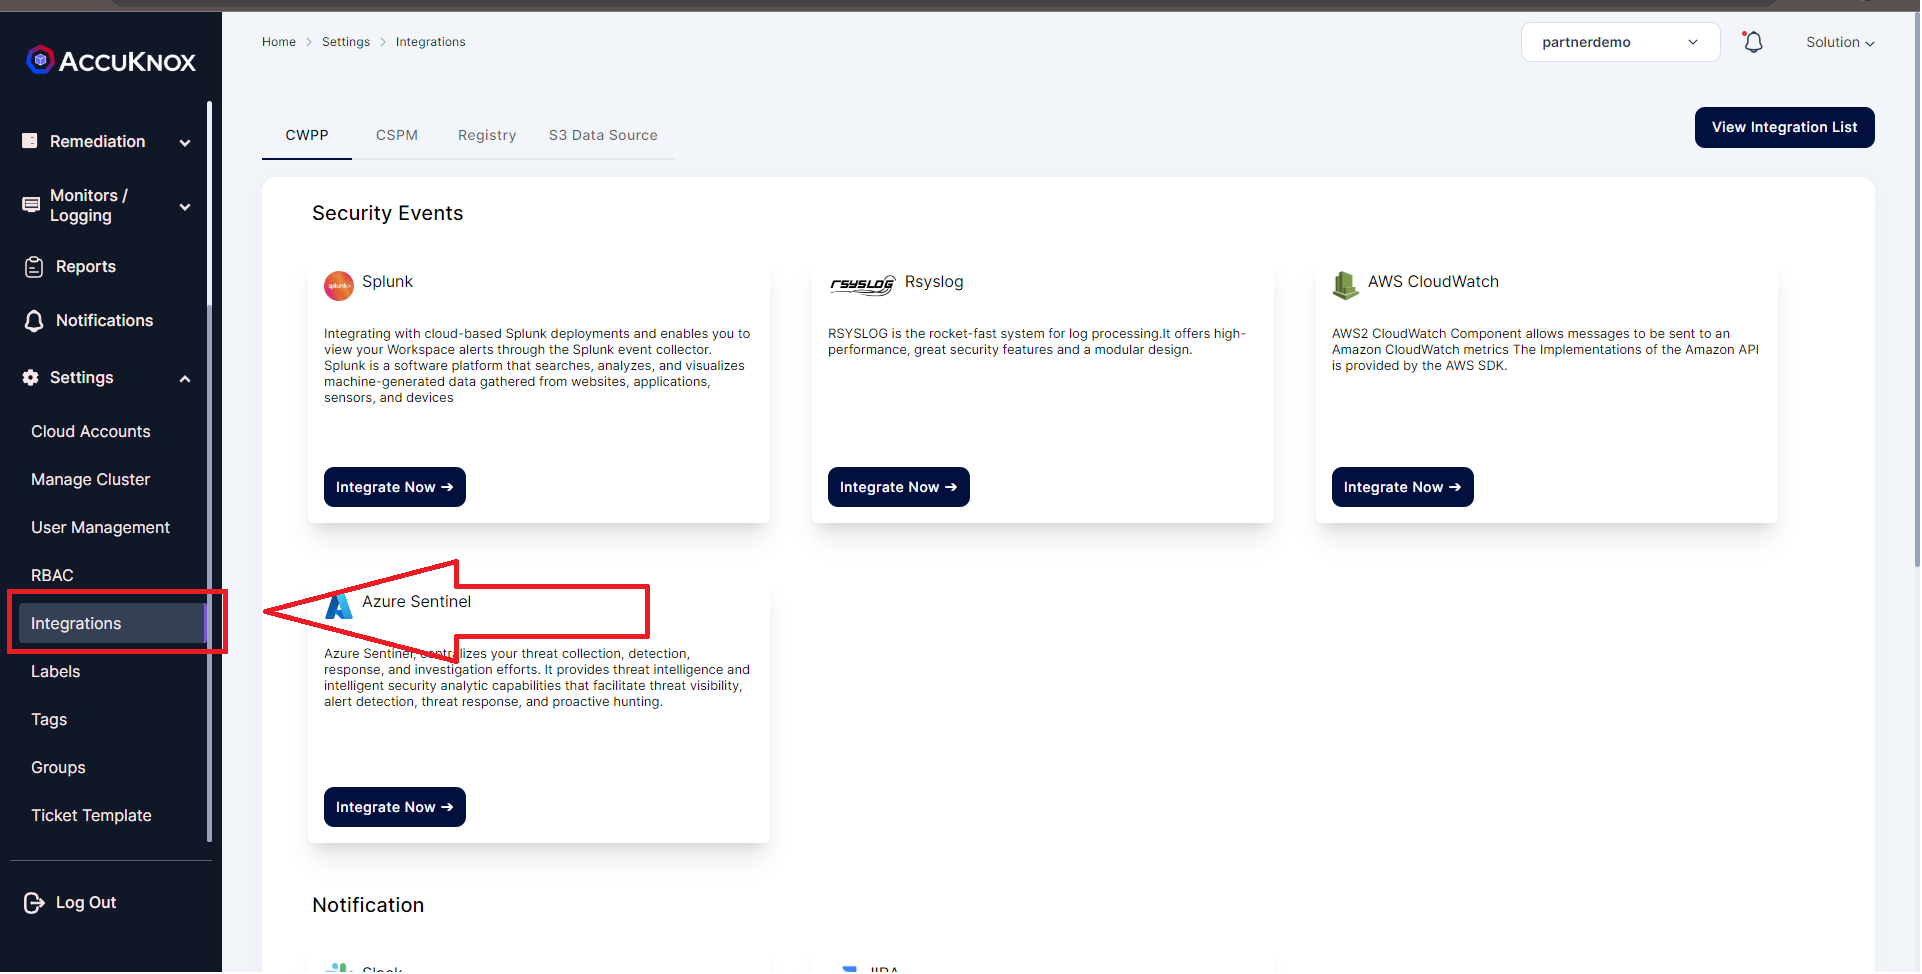 ACCUKNOX
Remediation
Monitors /
Logging
Reports
Notifications
Settings
Cloud Accounts
Manage Cluster
User Management
RBAC
Integrations
Labels
Tags
Groups
Ticket Template
Log Out
Home > Settings > Integrations
partnerdemo
Solution
CWPP CSPM Registry S3 Data Source
View Integration List
Security Events
splunk>
Splunk
Integrating with cloud-based Splunk deployments and enables you to
view your Workspace alerts through the Splunk event collector.
Splunk is a software platform that searches, analyzes, and visualizes
machine-generated data gathered from websites, applications,
sensors, and devices
Integrate Now →
RSYSLOG
Rsyslog
RSYSLOG is the rocket-fast system for log processing.It offers high-
performance, great security features and a modular design.
Integrate Now →
AWS CloudWatch
AWS2 CloudWatch Component allows messages to be sent to an
Amazon CloudWatch metrics The Implementations of the Amazon API
is provided by the AWS SDK.
Integrate Now →
Azure Sentinel
Azure Sentinel, centralizes your threat collection, detection,
response, and investigation efforts. It provides threat intelligence and
intelligent security analytic capabilities that facilitate threat visibility,
alert detection, threat response, and proactive hunting.
Integrate Now →
Notification
Slack
JIRA